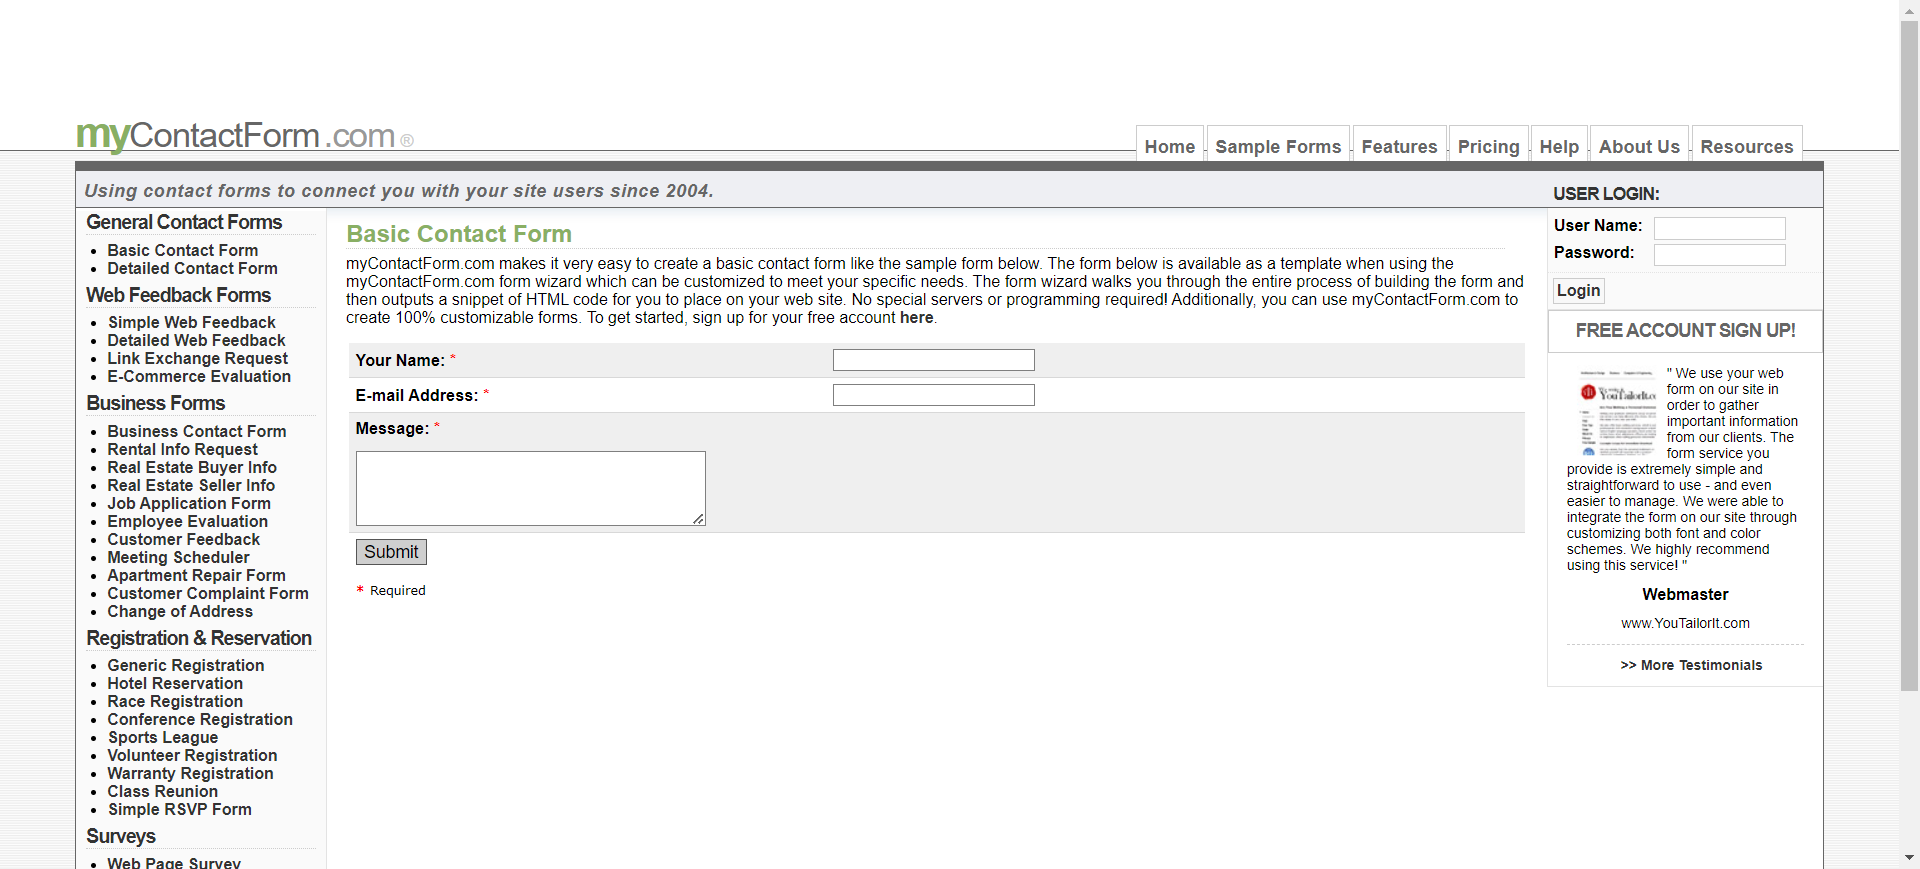 myContactForm.com ®
Home
Sample Forms
Features
Pricing
Help
About Us
Resources
Using contact forms to connect you with your site users since 2004.
General Contact Forms
Basic Contact Form
Detailed Contact Form
Web Feedback Forms
Simple Web Feedback
Detailed Web Feedback
Link Exchange Request
E-Commerce Evaluation
Business Forms
Business Contact Form
Rental Info Request
Real Estate Buyer Info
Real Estate Seller Info
Job Application Form
Employee Evaluation
Customer Feedback
Meeting Scheduler
Apartment Repair Form
Customer Complaint Form
Change of Address
Registration & Reservation
Generic Registration
Hotel Reservation
Race Registration
Conference Registration
Sports League
Volunteer Registration
Warranty Registration
Class Reunion
Simple RSVP Form
Surveys
Web Page Survey
Basic Contact Form
myContactForm.com makes it very easy to create a basic contact form like the sample form below. The form below is available as a template when using the
myContactForm.com form wizard which can be customized to meet your specific needs. The form wizard walks you through the entire process of building the form and
then outputs a snippet of HTML code for you to place on your web site. No special servers or programming required! Additionally, you can use myContactForm.com to
create 100% customizable forms. To get started, sign up for your free account here.
Your Name: *
E-mail Address: *
Message: *
Submit
* Required
USER LOGIN:
User Name:
Password:
Login
FREE ACCOUNT SIGN UP!
YouTailorIt.co
" We use your web
form on our site in
order to gather
important information
from our clients. The
form service you
provide is extremely simple and
straightforward to use - and even
easier to manage. We were able to
integrate the form on our site through
customizing both font and color
schemes. We highly recommend
using this service! "
Webmaster
www.YouTailorIt.com
>> More Testimonials